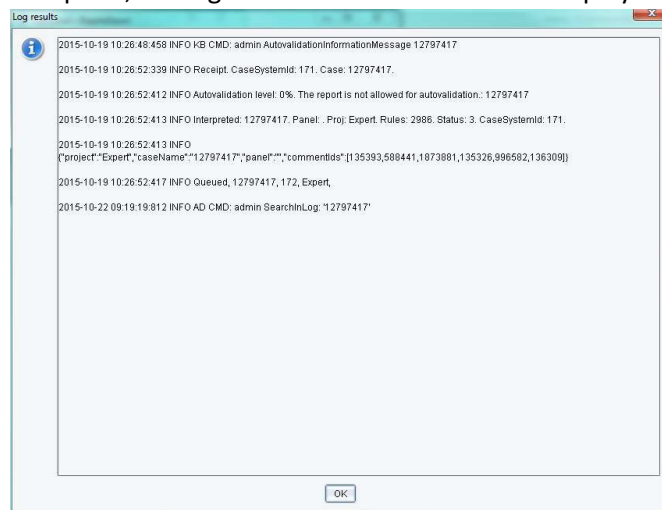 Log results
2015-10-19 10:26:48:458 INFO KB CMD: admin AutovalidationInformationMessage 12797417
2015-10-19 10:26:52:339 INFO Receipt. CaseSystemId: 171. Case: 12797417.
2015-10-19 10:26:52:412 INFO Autovalidation level: 0%. The report is not allowed for autovalidation.: 12797417
2015-10-19 10:26:52:413 INFO Interpreted: 12797417. Panel: . Proj: Expert. Rules: 2986. Status: 3. CaseSystemId: 171.
2015-10-19 10:26:52:413 INFO
{"project":"Expert","caseName":"12797417","panel":"","commentIds":[135393,588441,1873881,135326,996582,136309]}
2015-10-19 10:26:52:417 INFO Queued, 12797417, 172, Expert,
2015-10-22 09:19:19:812 INFO AD CMD: admin SearchInLog: '12797417'
OK